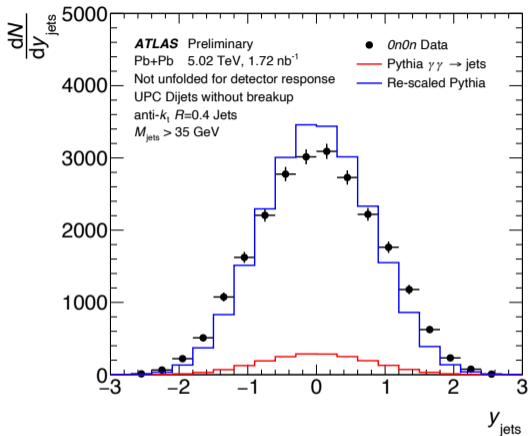 dN
dy_jets
5000
4000
3000
2000
1000
0
ATLAS Preliminary
Pb+Pb 5.02 TeV, 1.72 nb⁻¹
Not unfolded for detector response
UPC Dijets without breakup
anti-k_t R=0.4 Jets
M_jets > 35 GeV
0n0n Data
Pythia γγ → jets
Re-scaled Pythia
−3 −2 −1 0 1 2 3
y_jets